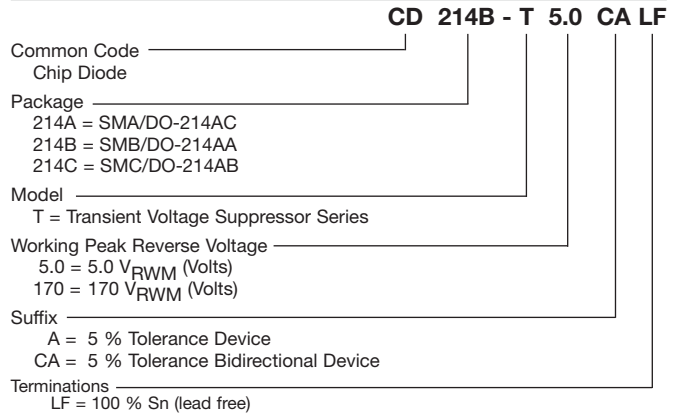 CD 214B - T 5.0 CA LF
Common Code
Chip Diode
Package
214A = SMA/DO-214AC
214B = SMB/DO-214AA
214C = SMC/DO-214AB
Model
T = Transient Voltage Suppressor Series
Working Peak Reverse Voltage
5.0 = 5.0 VRWM (Volts)
170 = 170 VRWM (Volts)
Suffix
A = 5 % Tolerance Device
CA = 5 % Tolerance Bidirectional Device
Terminations
LF = 100 % Sn (lead free)